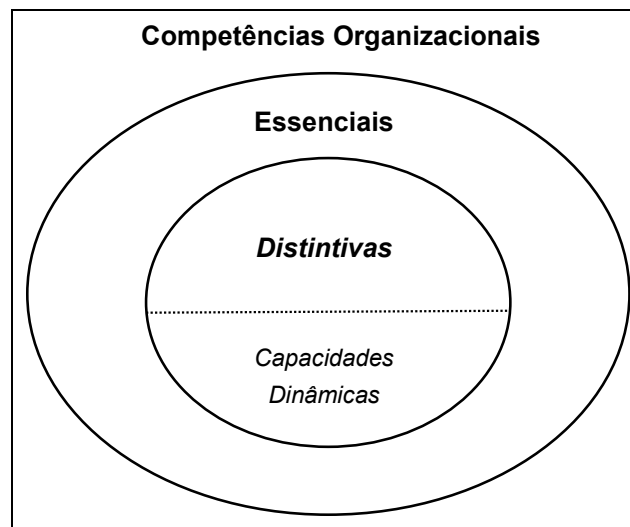 Competências Organizacionais
Essenciais
Distintivas
Capacidades
Dinâmicas